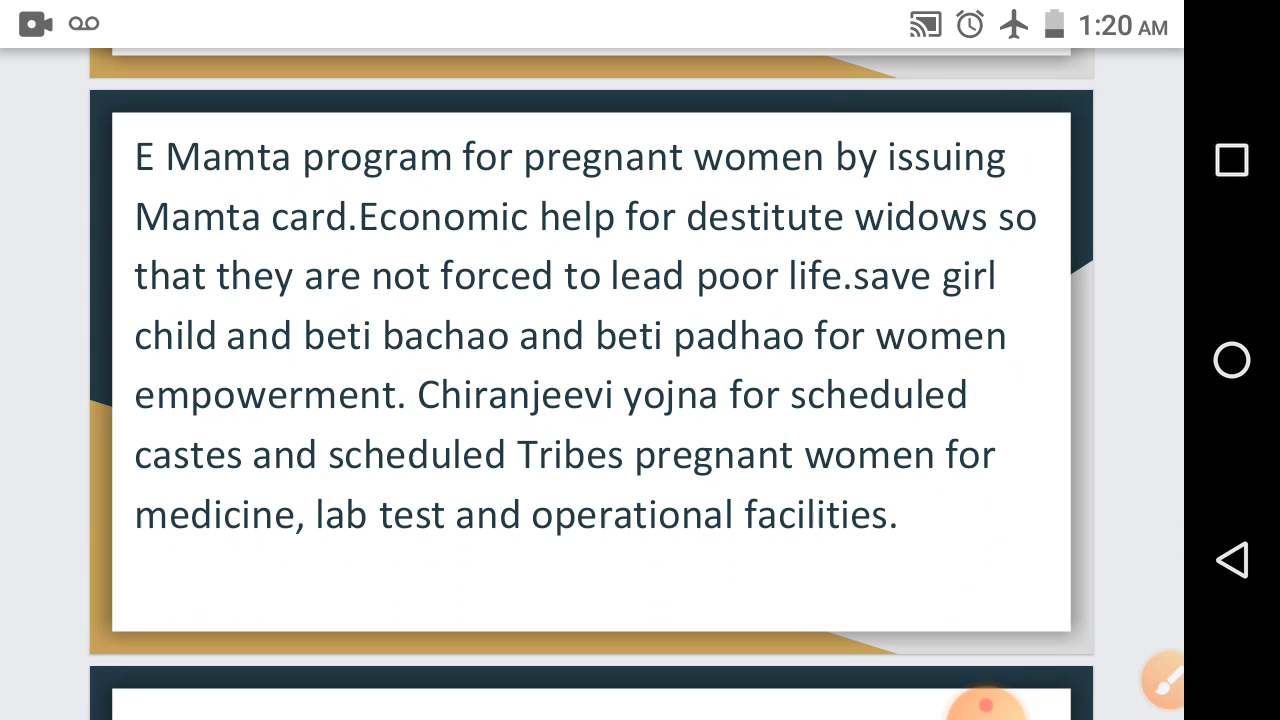 1:20 AM
E Mamta program for pregnant women by issuing
Mamta card.Economic help for destitute widows so
that they are not forced to lead poor life.save girl
child and beti bachao and beti padhao for women
empowerment. Chiranjeevi yojna for scheduled
castes and scheduled Tribes pregnant women for
medicine, lab test and operational facilities.